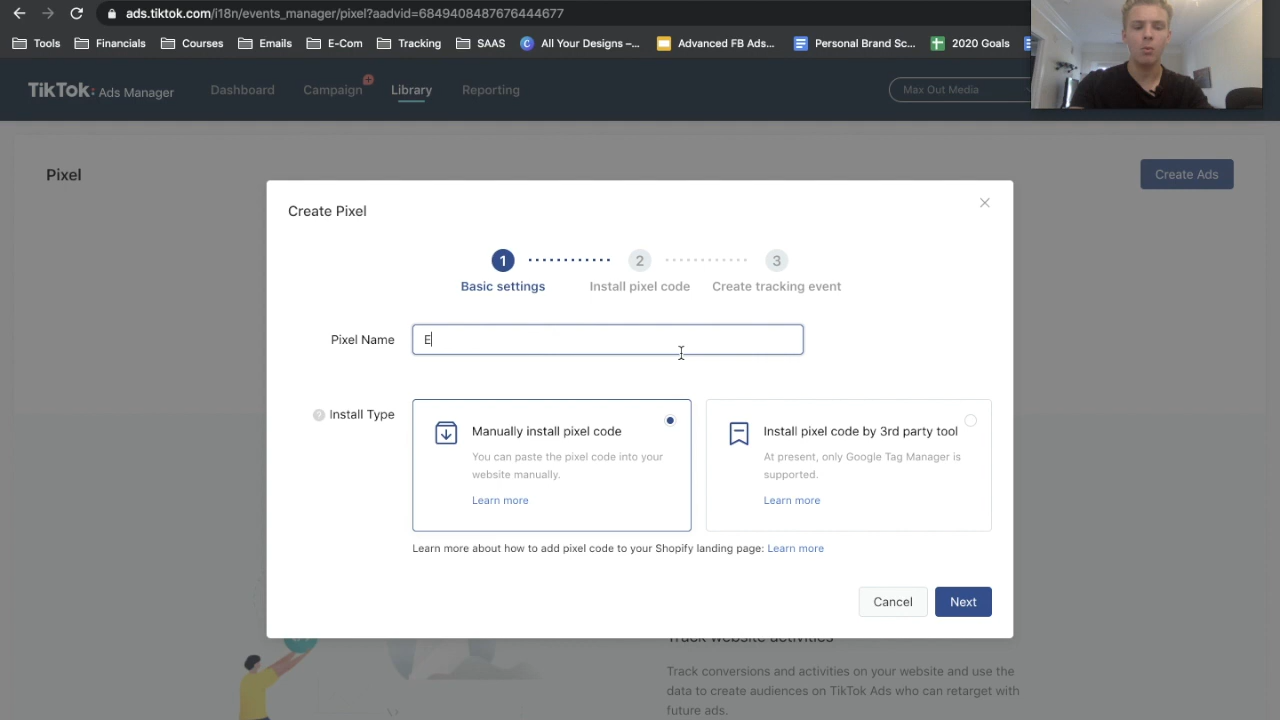 ads.tiktok.com/i18n/events_manager/pixel?aadvid=6849408487676444677
Tools Financials Courses Emails E-Com Tracking SAAS All Your Designs –... Advanced FB Ads... Personal Brand Sc... 2020 Goals
TikTok: Ads Manager Dashboard Campaign Library Reporting Max Out Media
Pixel
Create Ads
Create Pixel
1 2 3
Basic settings Install pixel code Create tracking event
Pixel Name E
? Install Type
Manually install pixel code
You can paste the pixel code into your
website manually.
Learn more
Install pixel code by 3rd party tool
At present, only Google Tag Manager is
supported.
Learn more
Learn more about how to add pixel code to your Shopify landing page: Learn more
Cancel Next
Track website activities
Track conversions and activities on your website and use the
data to create audiences on TikTok Ads who can retarget with
future ads.